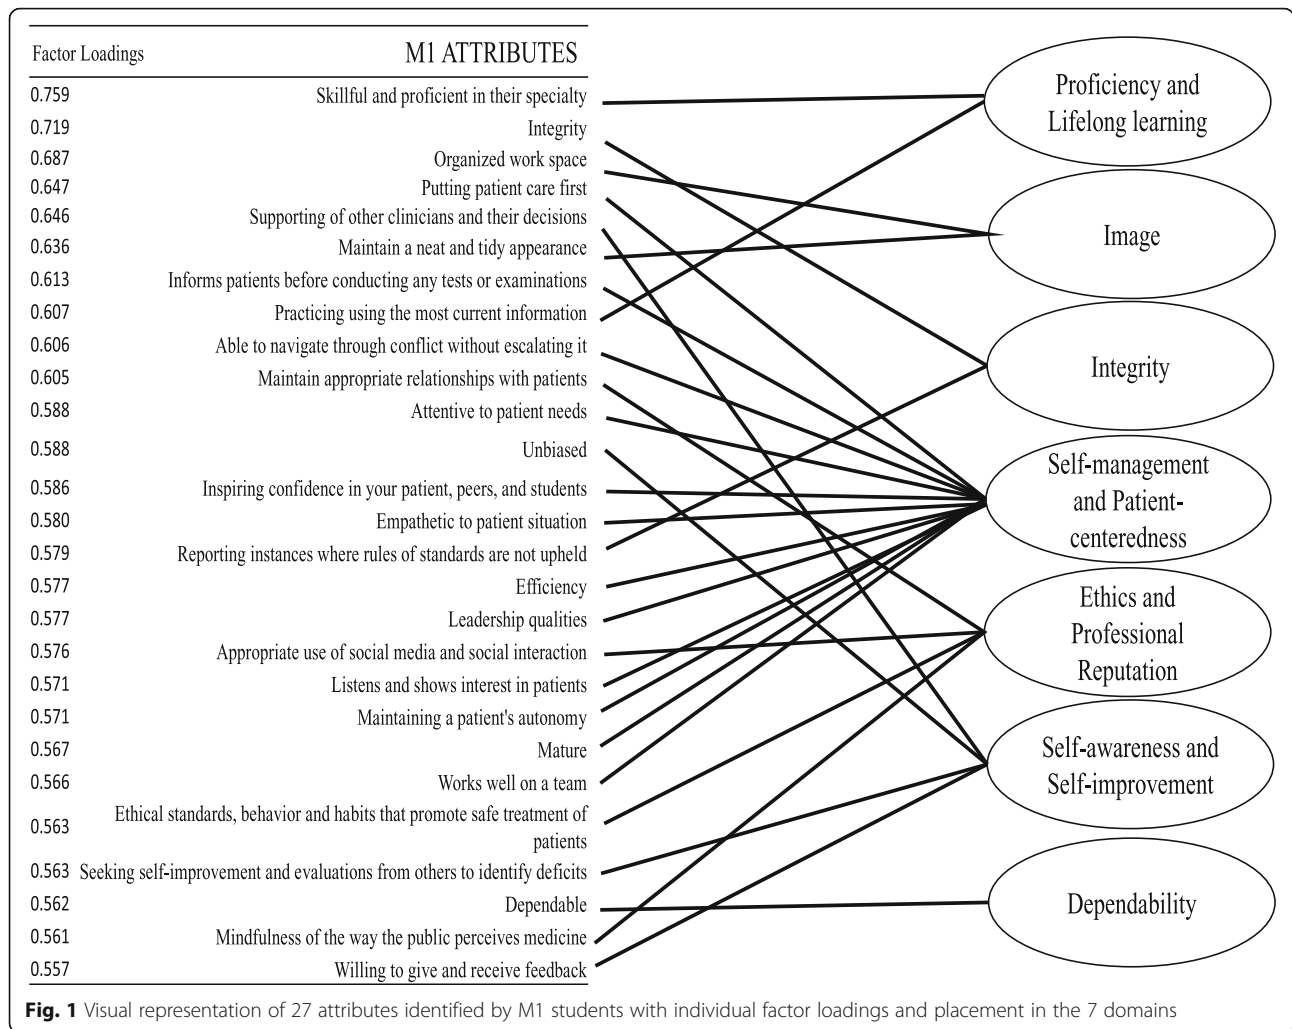 Factor Loadings M1 ATTRIBUTES
0.759 Skillful and proficient in their specialty
0.719 Integrity
0.687 Organized work space
0.647 Putting patient care first
0.646 Supporting of other clinicians and their decisions
0.636 Maintain a neat and tidy appearance
0.613 Informs patients before conducting any tests or examinations
0.607 Practicing using the most current information
0.606 Able to navigate through conflict without escalating it
0.605 Maintain appropriate relationships with patients
0.588 Attentive to patient needs
0.588 Unbiased
0.586 Inspiring confidence in your patient, peers, and students
0.580 Empathetic to patient situation
0.579 Reporting instances where rules of standards are not upheld
0.577 Efficiency
0.577 Leadership qualities
0.576 Appropriate use of social media and social interaction
0.571 Listens and shows interest in patients
0.571 Maintaining a patient's autonomy
0.567 Mature
0.566 Works well on a team
0.563 Ethical standards, behavior and habits that promote safe treatment of
patients
0.563 Seeking self-improvement and evaluations from others to identify deficits
0.562 Dependable
0.561 Mindfulness of the way the public perceives medicine
0.557 Willing to give and receive feedback
Proficiency and
Lifelong learning
Image
Integrity
Self-management
and Patient-
centeredness
Ethics and
Professional
Reputation
Self-awareness and
Self-improvement
Dependability
Fig. 1 Visual representation of 27 attributes identified by M1 students with individual factor loadings and placement in the 7 domains